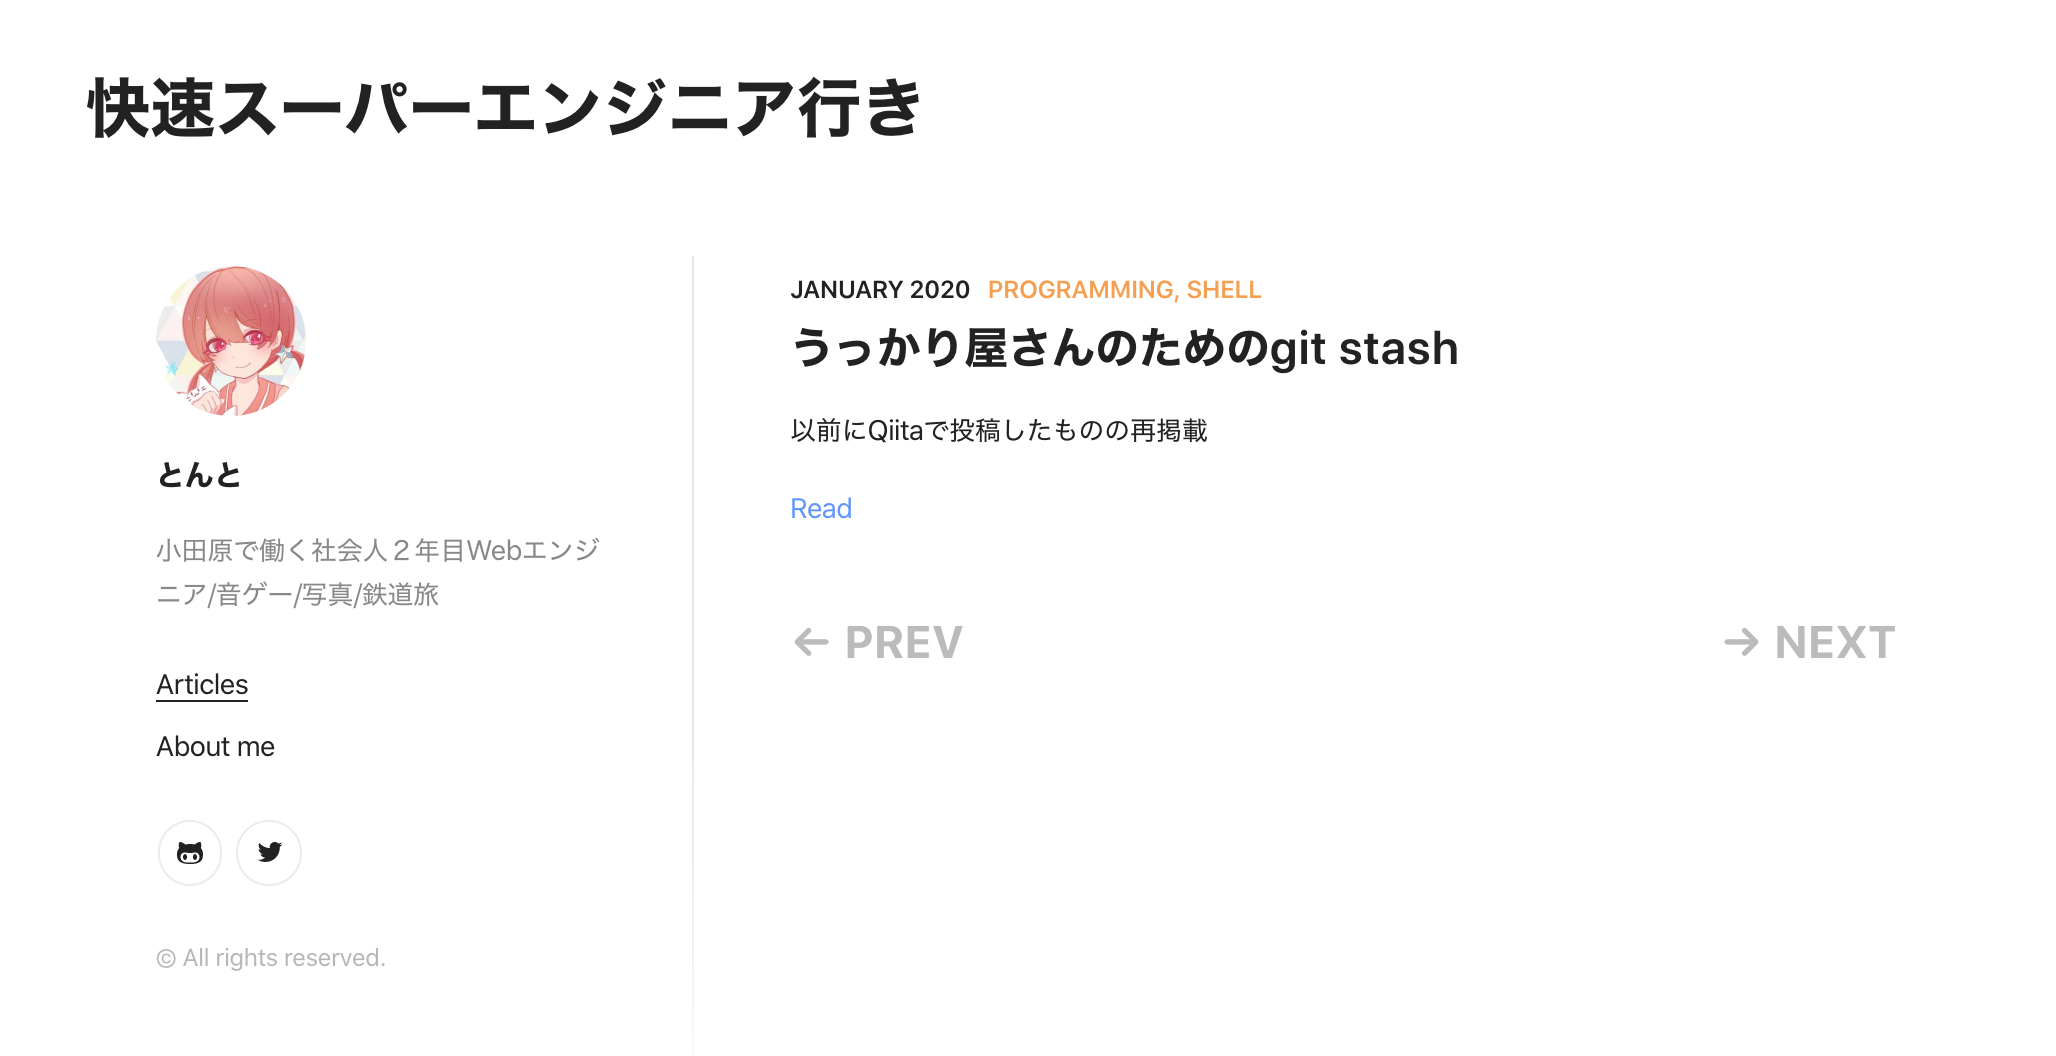 快速スーパーエンジニア行き
とんと
小田原で働く社会人２年目Webエンジ
ニア/音ゲー/写真/鉄道旅
Articles
About me
© All rights reserved.
JANUARY 2020 PROGRAMMING, SHELL
うっかり屋さんのためのgit stash
以前にQiitaで投稿したものの再掲載
Read
← PREV
→ NEXT